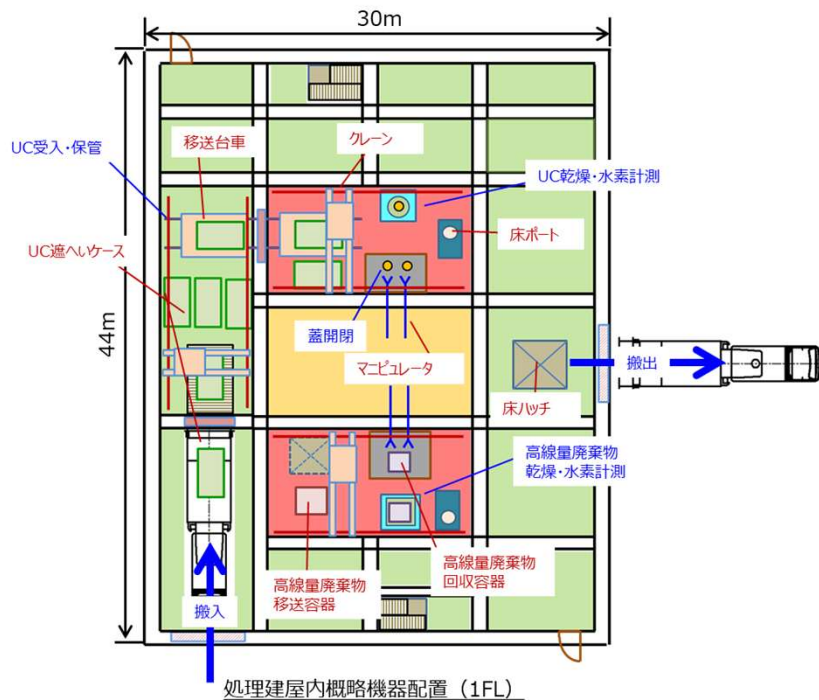 30m
44m
移送台車
クレーン
UC受入・保管
UC乾燥・水素計測
UC遮へいケース
床ポート
蓋開閉
マニピュレータ
搬出
床ハッチ
高線量廃棄物
乾燥・水素計測
高線量廃棄物
移送容器
高線量廃棄物
回収容器
搬入
処理建屋内概略機器配置（1FL）